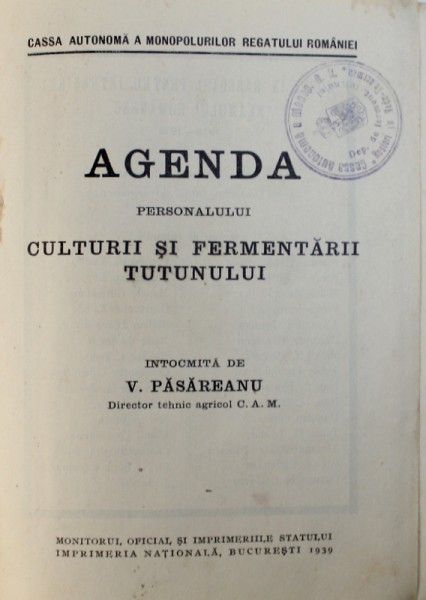 CASSA AUTONOMĂ A MONOPOLURILOR REGATULUI ROMÂNIEI
AGENDA
PERSONALULUI
CULTURII ŞI FERMENTĂRII
TUTUNULUI
INTOCMITĂ DE
V. PĂSĂREANU
Director tehnic agricol C. A. M.
MONITORUL OFICIAL ŞI IMPRIMERIILE STATULUI
IMPRIMERIA NAŢIONALĂ, BUCUREŞTI 1939